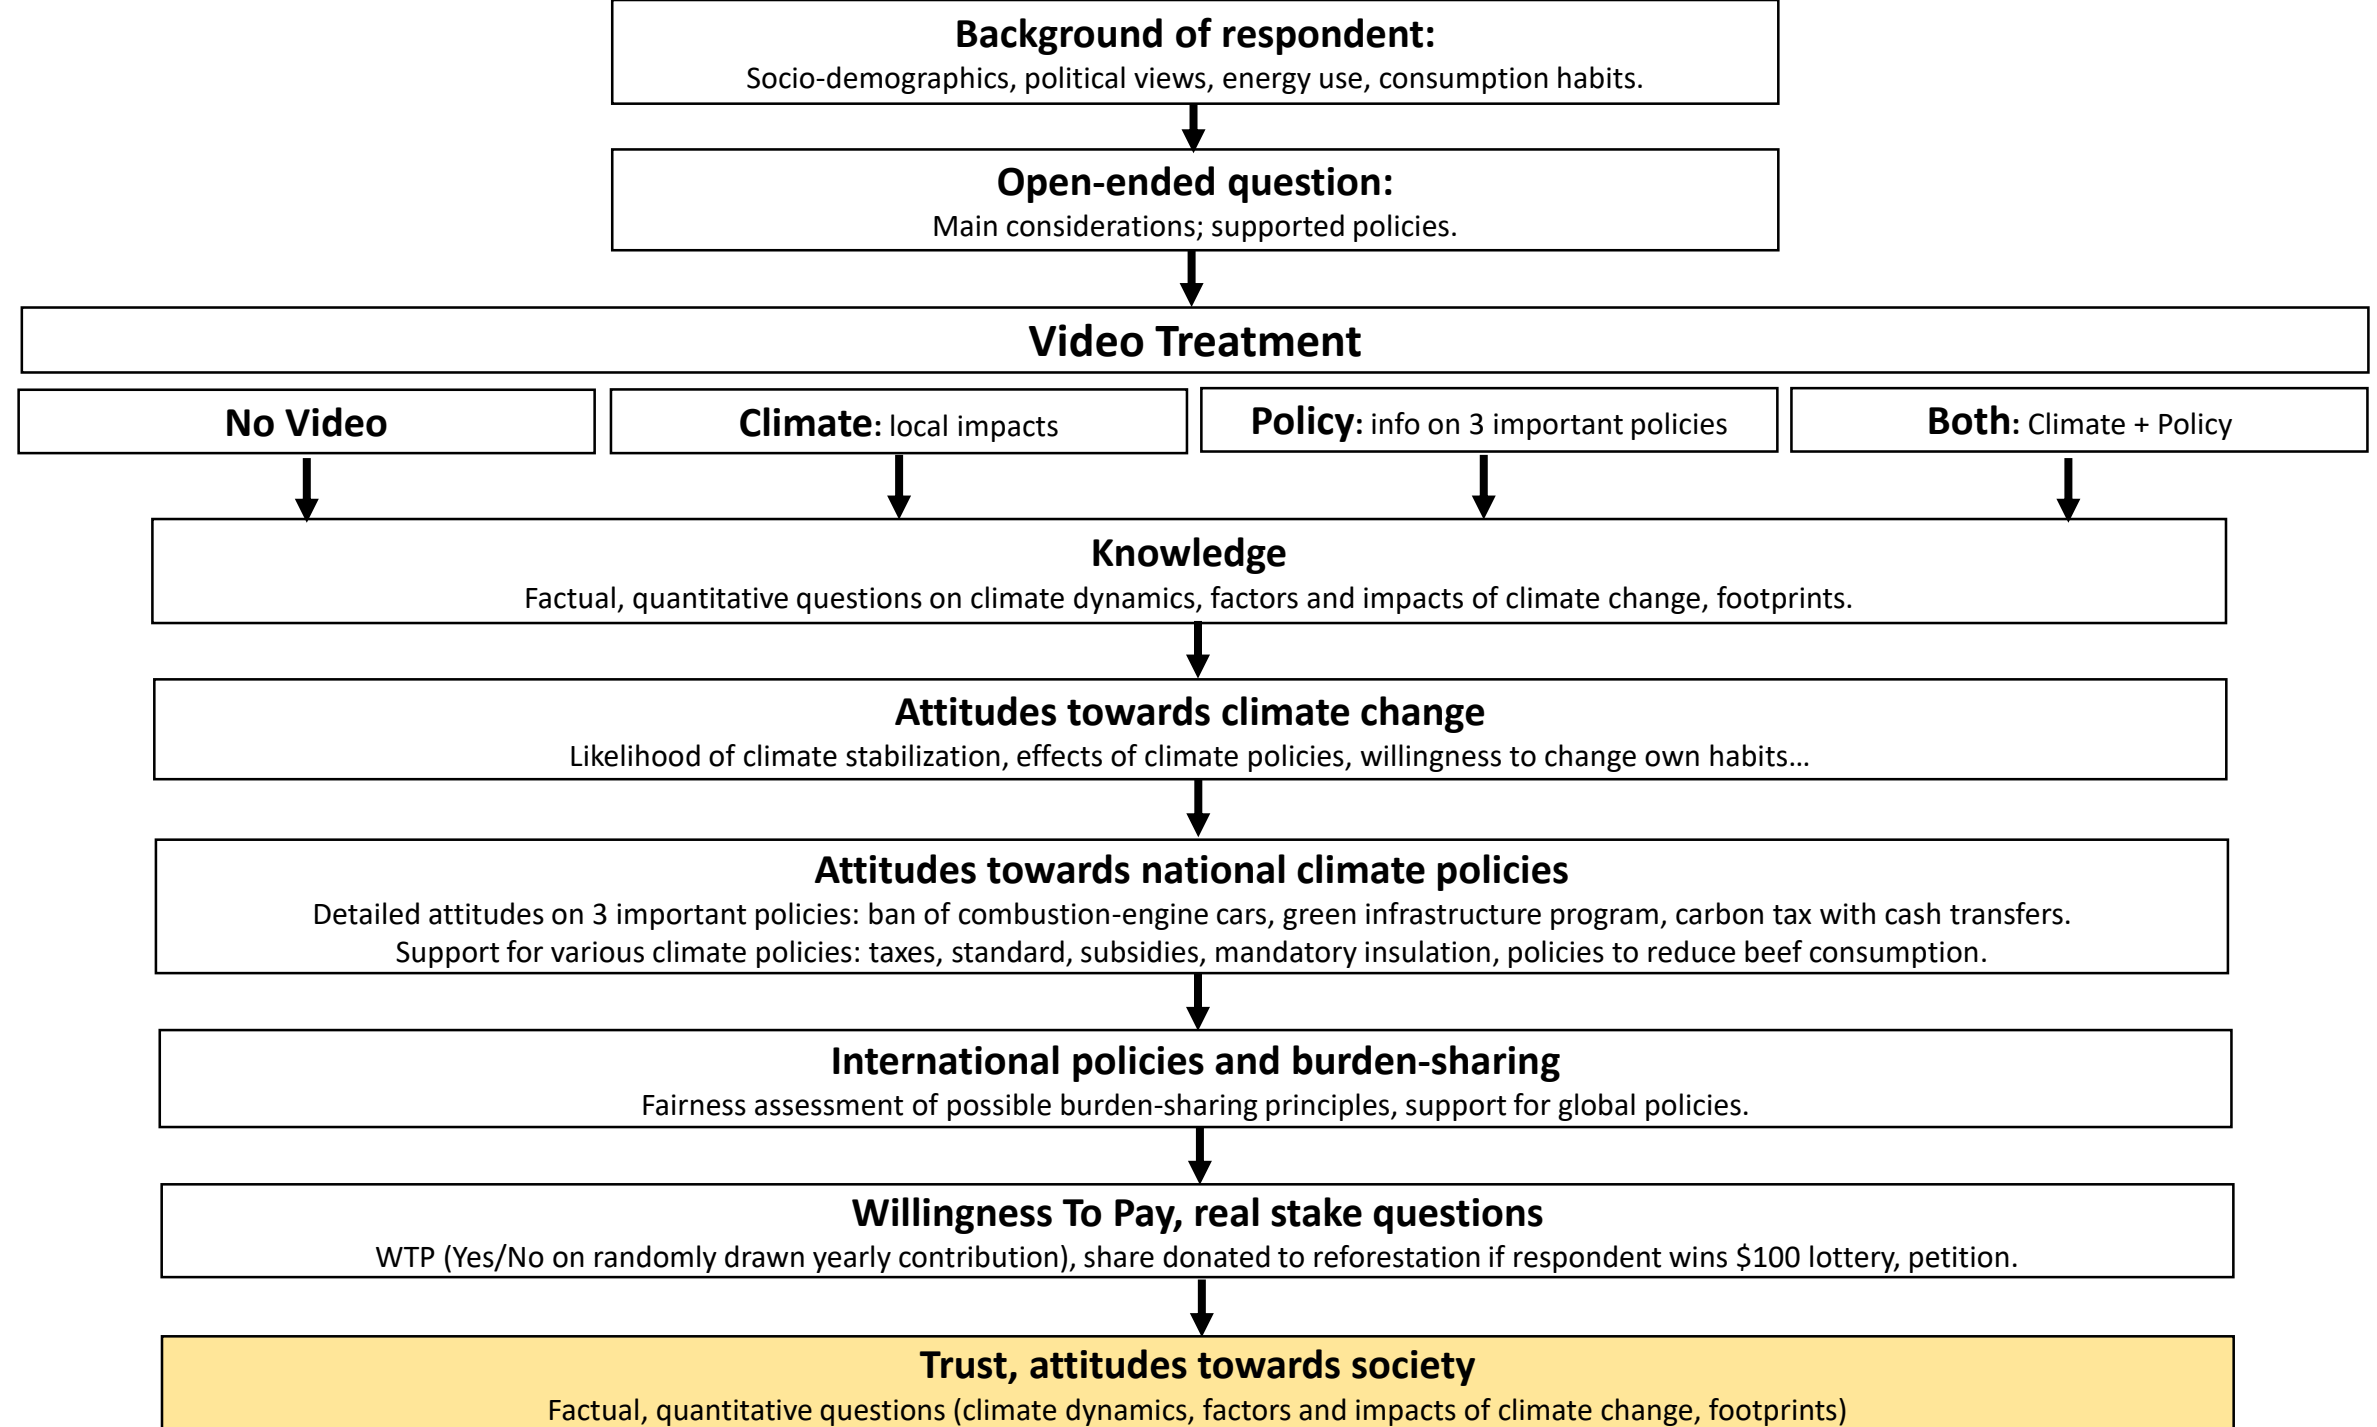 Background of respondent:
Socio-demographics, political views, energy use, consumption habits.
Open-ended question:
Main considerations; supported policies.
Video Treatment
No Video
Climate: local impacts
Policy: info on 3 important policies
Both: Climate + Policy
Knowledge
Factual, quantitative questions on climate dynamics, factors and impacts of climate change, footprints.
Attitudes towards climate change
Likelihood of climate stabilization, effects of climate policies, willingness to change own habits...
Attitudes towards national climate policies
Detailed attitudes on 3 important policies: ban of combustion-engine cars, green infrastructure program, carbon tax with cash transfers.
Support for various climate policies: taxes, standard, subsidies, mandatory insulation, policies to reduce beef consumption.
International policies and burden-sharing
Fairness assessment of possible burden-sharing principles, support for global policies.
Willingness To Pay, real stake questions
WTP (Yes/No on randomly drawn yearly contribution), share donated to reforestation if respondent wins $100 lottery, petition.
Trust, attitudes towards society
Factual, quantitative questions (climate dynamics, factors and impacts of climate change, footprints)